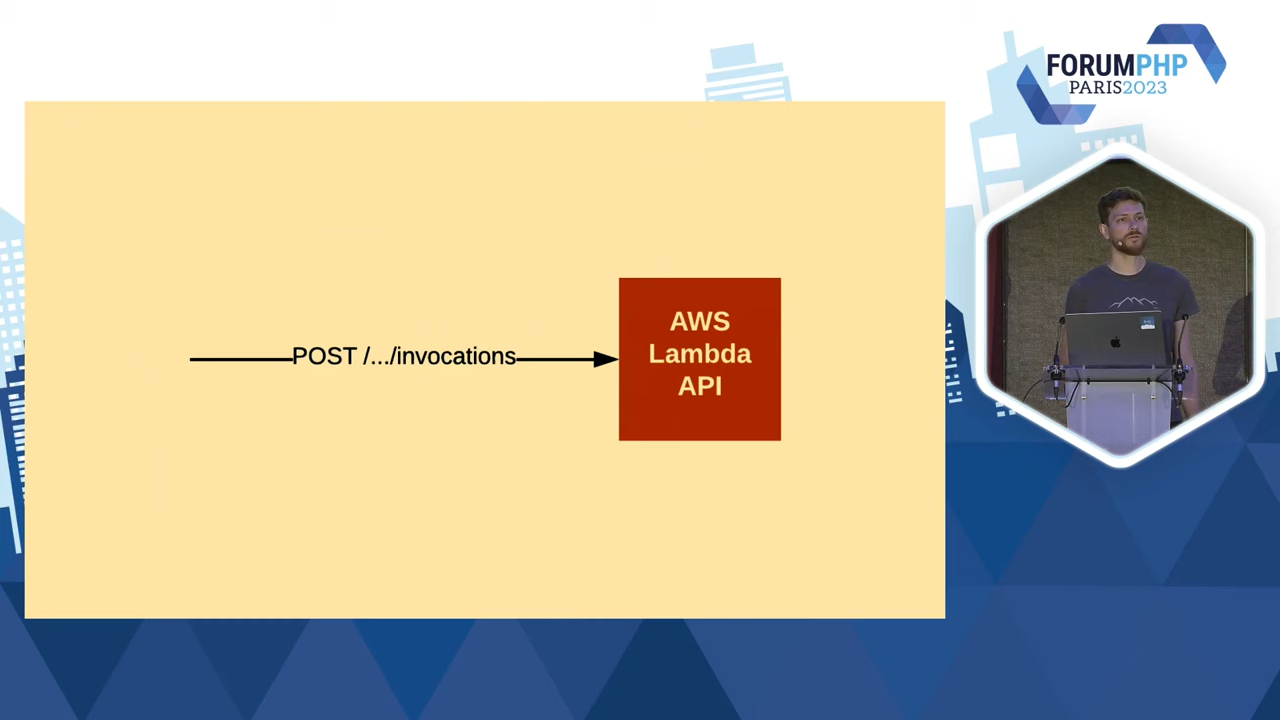 FORUMPHP
PARIS2023
POST /.../invocations
AWS
Lambda
API